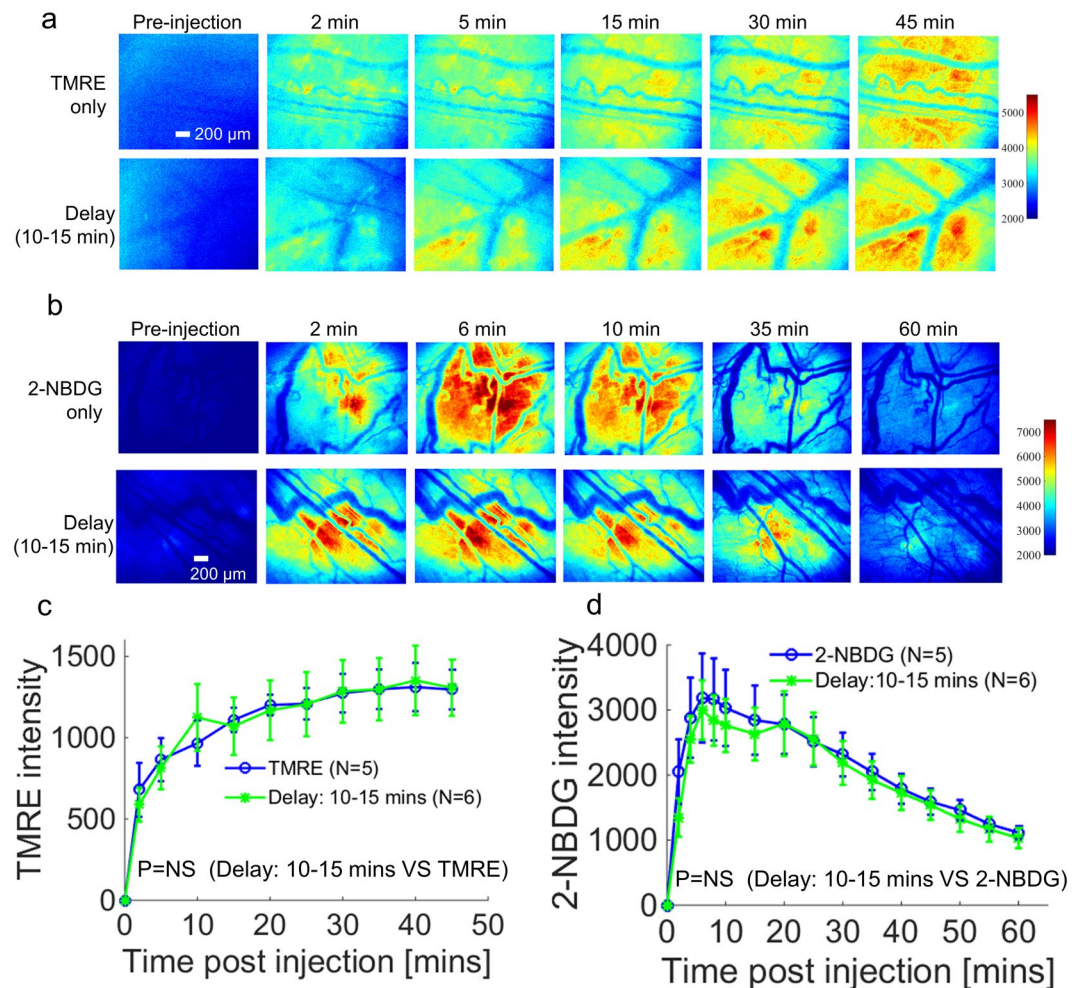 a
Pre-injection 2 min 5 min 15 min 30 min 45 min
TMRE
only
200 µm
5000
4000
3000
2000
Delay
(10-15 min)
b
Pre-injection 2 min 6 min 10 min 35 min 60 min
2-NBDG
only
7000
6000
5000
4000
3000
2000
Delay
(10-15 min)
200 µm
c
TMRE intensity
1500
1000
500
0
TMRE (N=5)
Delay: 10-15 mins (N=6)
P=NS (Delay: 10-15 mins VS TMRE)
0 10 20 30 40 50
Time post injection [mins]
d
2-NBDG intensity
4000
3000
2000
1000
0
2-NBDG (N=5)
Delay:10-15 mins (N=6)
P=NS (Delay: 10-15 mins VS 2-NBDG)
0 10 20 30 40 50 60
Time post injection [mins]